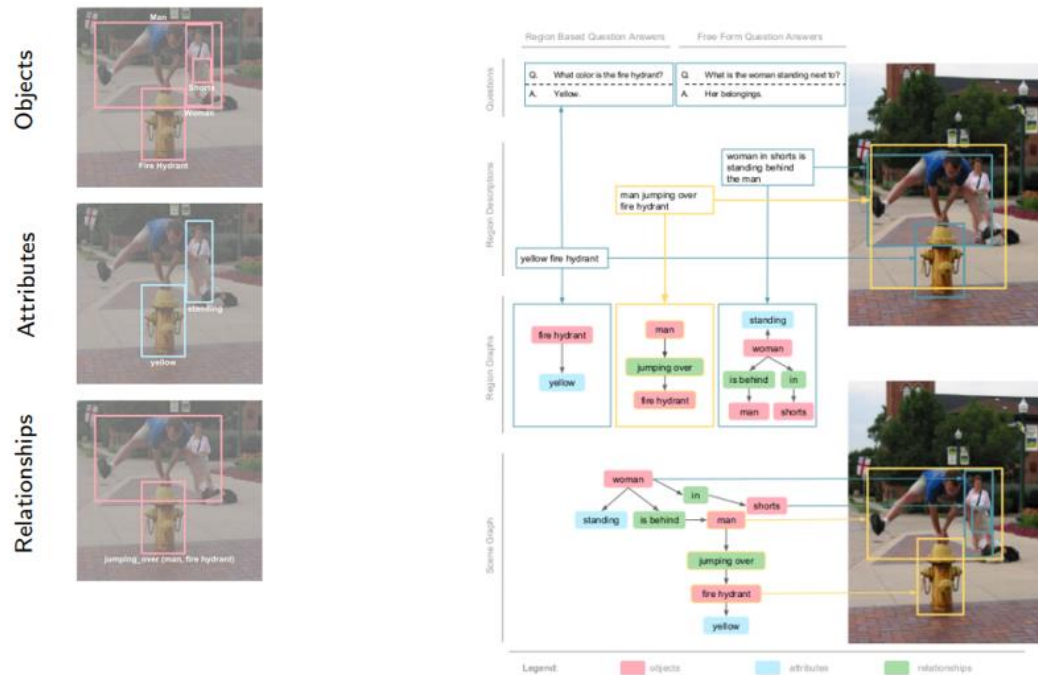 Objects
Man
Shorts
Woman
Fire Hydrant
Attributes
standing
yellow
Relationships
jumping_over (man, fire hydrant)
Region Based Question Answers
Free Form Question Answers
Questions
Q. What color is the fire hydrant?
A. Yellow.
Q. What is the woman standing next to?
A. Her belongings.
Region Descriptions
woman in shorts is
standing behind
the man
man jumping over
fire hydrant
yellow fire hydrant
Region Graphs
fire hydrant
yellow
man
jumping over
fire hydrant
standing
woman
is behind
in
man
shorts
Scene Graph
woman
in
shorts
standing
is behind
man
jumping over
fire hydrant
yellow
Legend:
objects
attributes
relationships